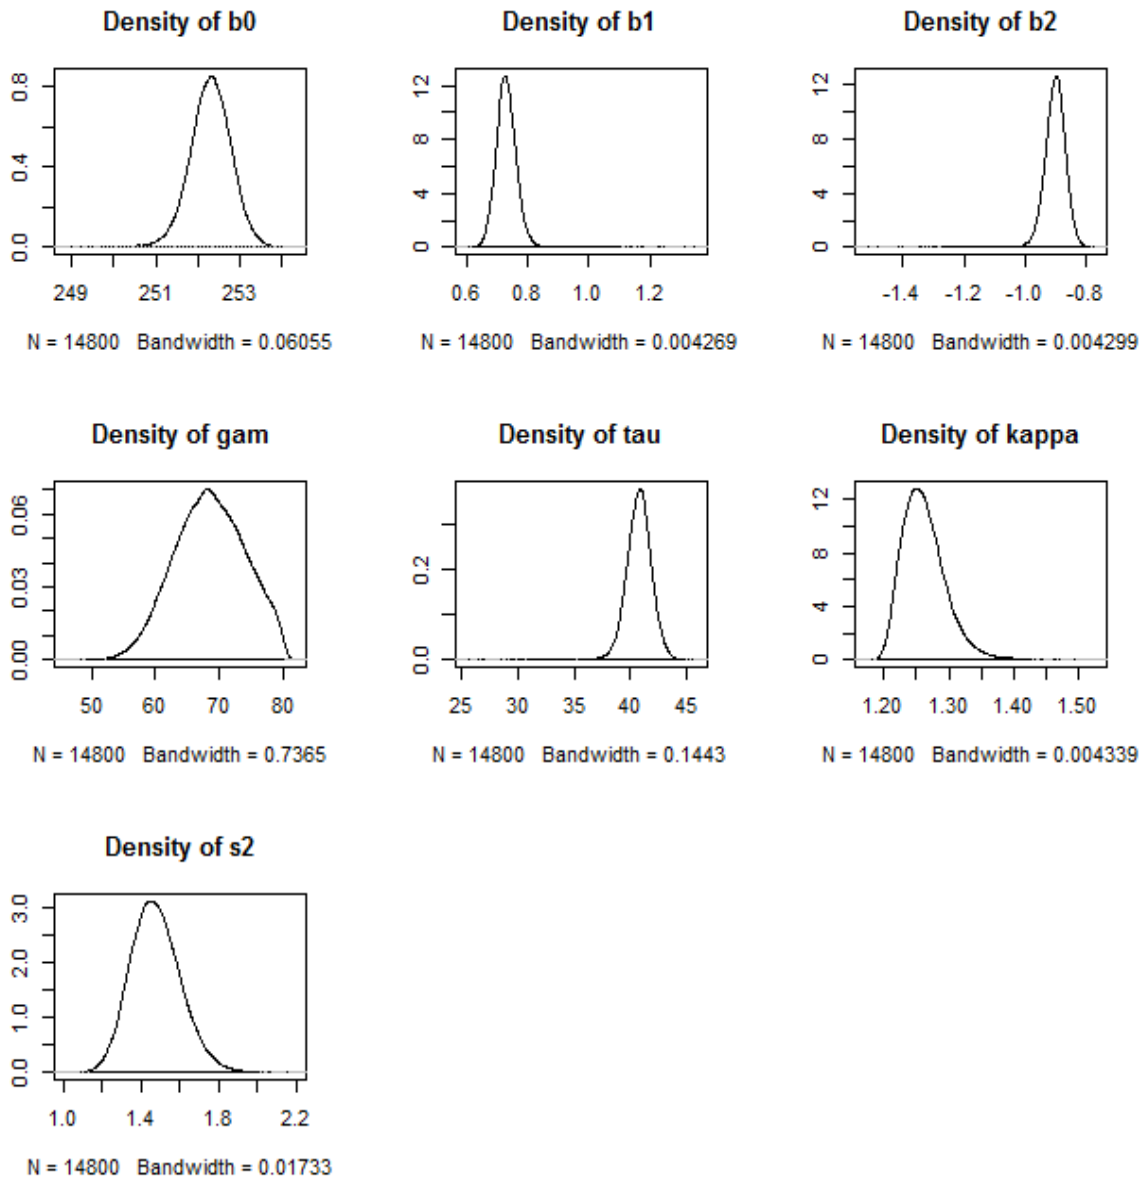 Density of b0
0.0 0.4 0.8
249 251 253
N = 14800 Bandwidth = 0.06055
Density of b1
0 4 8 12
0.6 0.8 1.0 1.2
N = 14800 Bandwidth = 0.004269
Density of b2
0 4 8 12
-1.4 -1.2 -1.0 -0.8
N = 14800 Bandwidth = 0.004299
Density of gam
0.00 0.03 0.06
50 60 70 80
N = 14800 Bandwidth = 0.7365
Density of tau
0.0 0.2
25 30 35 40 45
N = 14800 Bandwidth = 0.1443
Density of kappa
0 4 8 12
1.20 1.30 1.40 1.50
N = 14800 Bandwidth = 0.004339
Density of s2
0.0 1.0 2.0 3.0
1.0 1.4 1.8 2.2
N = 14800 Bandwidth = 0.01733